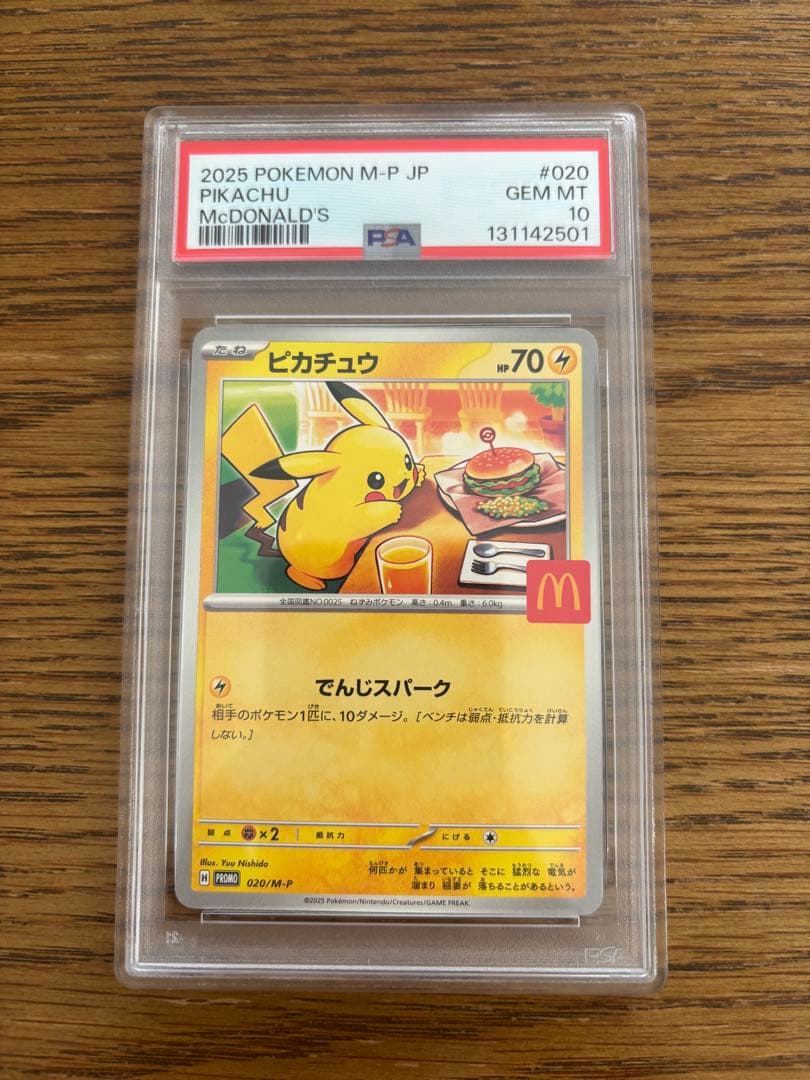 2025 POKEMON M-P JP #020
PIKACHU GEM MT
McDONALD'S 10
PSA 131142501
たね ピカチュウ HP70
M
全国図鑑NO.0025 ねずみポケモン 高さ:0.4m 重さ:6.0kg
でんじスパーク
相手のポケモン1匹に、10ダメージ。[ベンチは弱点・抵抗力を計算
しない。]
弱点 ×2 抵抗力 にげる
Illus. Yuu Nishida
何匹かが 集まっていると そこに 猛烈な 電気が
溜まり 稲妻が 落ちることがあるという。
H PROMO 020/M-P
©2025 Pokémon/Nintendo/Creatures/GAME FREAK.